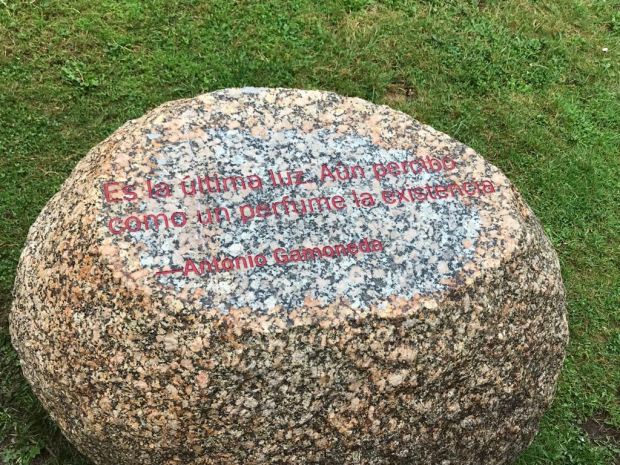 Es la última luz. Aún percibo
como un perfume la existencia
—Antonio Gamoneda